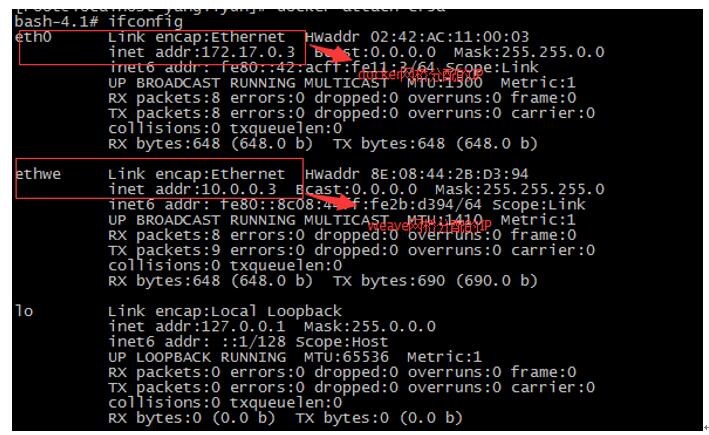 bash-4.1# ifconfig
eth0 Link encap:Ethernet HWaddr 02:42:AC:11:00:03
inet addr:172.17.0.3 Bcast:0.0.0.0 Mask:255.255.0.0
inet6 addr: fe80::42:acff:fe11:3/64 Scope:Link
docker网桥分配的IP
UP BROADCAST RUNNING MULTICAST MTU:1500 Metric:1
RX packets:8 errors:0 dropped:0 overruns:0 frame:0
TX packets:8 errors:0 dropped:0 overruns:0 carrier:0
collisions:0 txqueuelen:0
RX bytes:648 (648.0 b) TX bytes:648 (648.0 b)
ethwe Link encap:Ethernet HWaddr 8E:08:44:2B:D3:94
inet addr:10.0.0.3 Bcast:0.0.0.0 Mask:255.255.255.0
inet6 addr: fe80::8c08:44ff:fe2b:d394/64 Scope:Link
UP BROADCAST RUNNING MULTICAST MTU:1410 Metric:1
weave网桥分配的IP
RX packets:8 errors:0 dropped:0 overruns:0 frame:0
TX packets:9 errors:0 dropped:0 overruns:0 carrier:0
collisions:0 txqueuelen:0
RX bytes:648 (648.0 b) TX bytes:690 (690.0 b)
lo Link encap:Local Loopback
inet addr:127.0.0.1 Mask:255.0.0.0
inet6 addr: ::1/128 Scope:Host
UP LOOPBACK RUNNING MTU:65536 Metric:1
RX packets:0 errors:0 dropped:0 overruns:0 frame:0
TX packets:0 errors:0 dropped:0 overruns:0 carrier:0
collisions:0 txqueuelen:0
RX bytes:0 (0.0 b) TX bytes:0 (0.0 b)